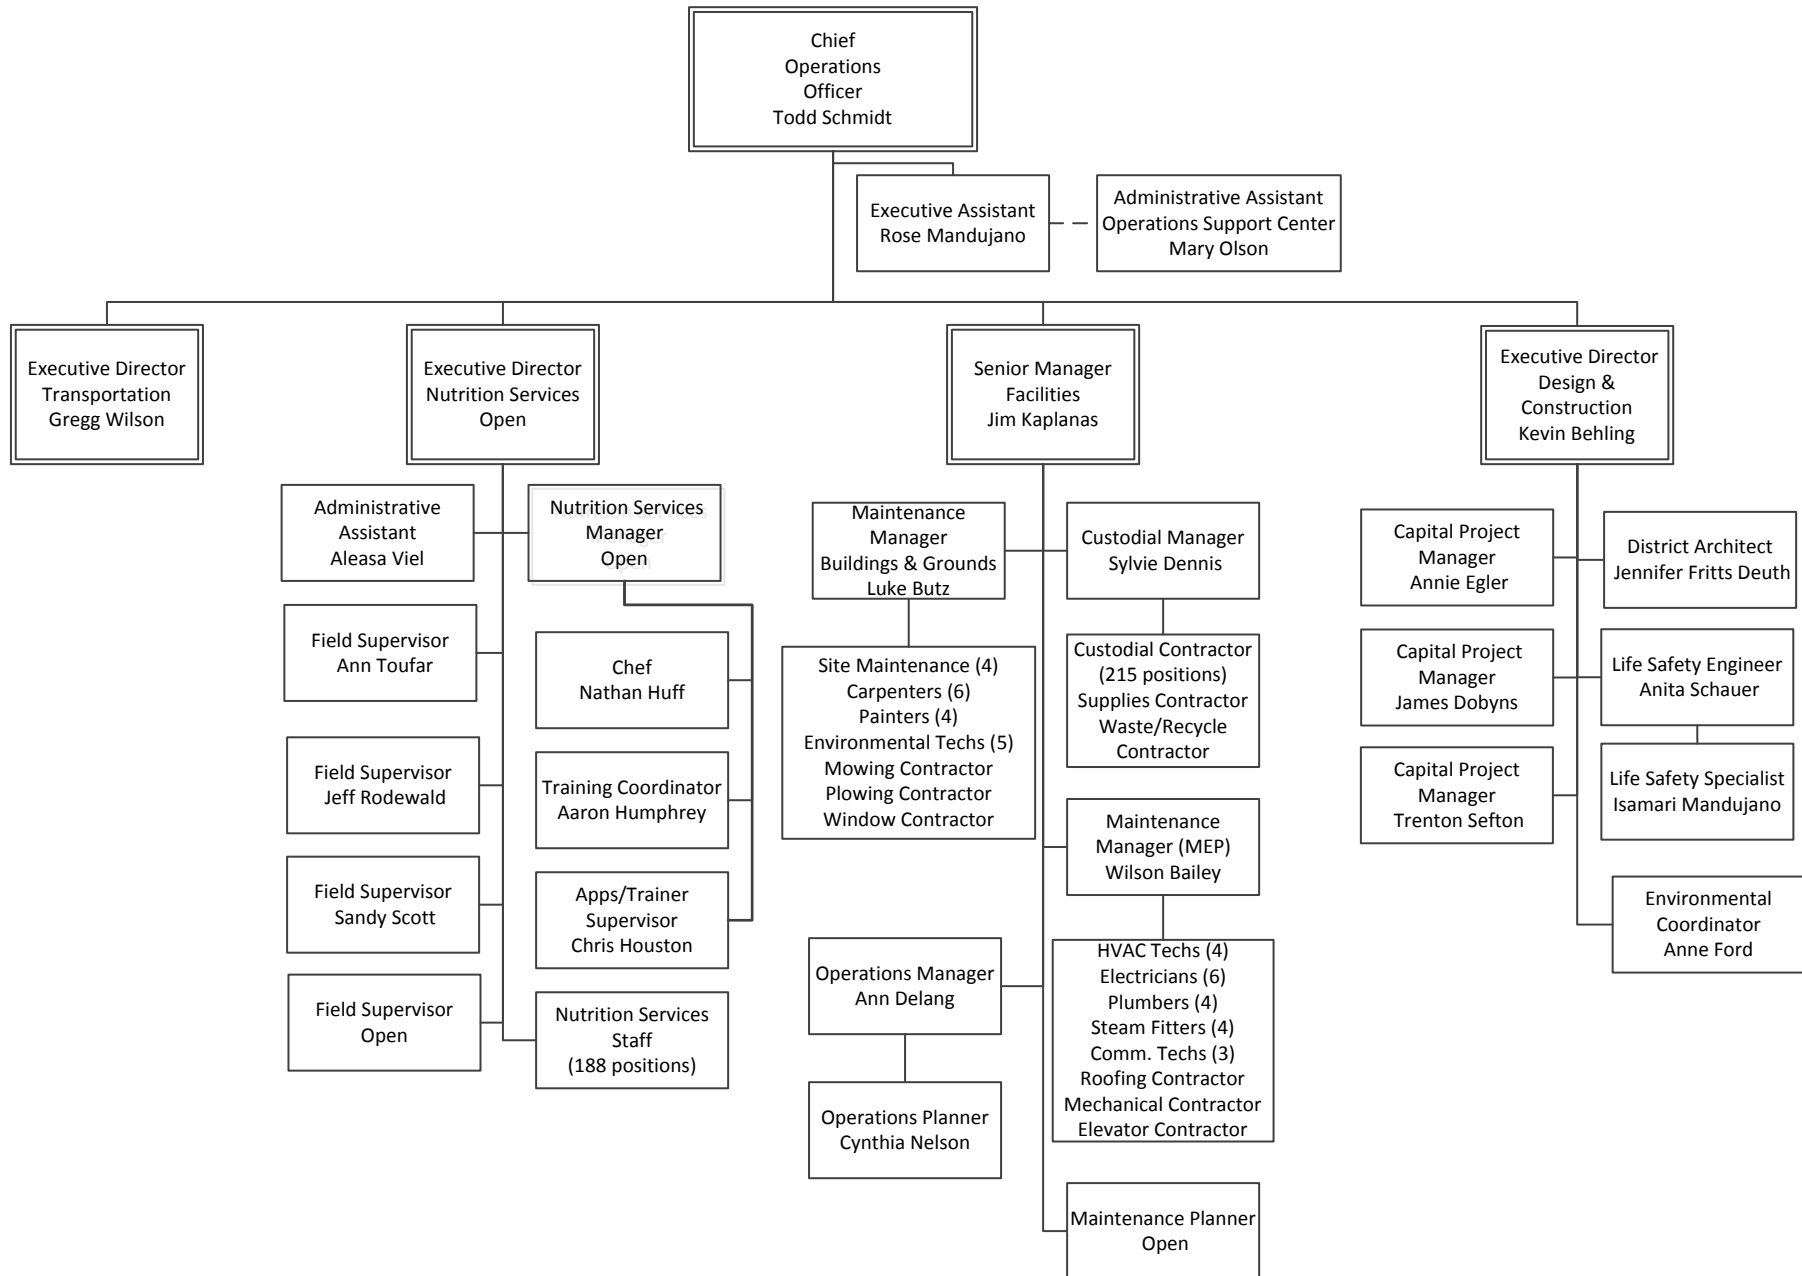 Chief
Operations
Officer
Todd Schmidt
Executive Assistant
Rose Mandujano
Administrative Assistant
Operations Support Center
Mary Olson
Executive Director
Transportation
Gregg Wilson
Executive Director
Nutrition Services
Open
Senior Manager
Facilities
Jim Kaplanas
Executive Director
Design &
Construction
Kevin Behling
Administrative
Assistant
Aleasa Viel
Nutrition Services
Manager
Open
Field Supervisor
Ann Toufar
Chef
Nathan Huff
Field Supervisor
Jeff Rodewald
Training Coordinator
Aaron Humphrey
Field Supervisor
Sandy Scott
Apps/Trainer
Supervisor
Chris Houston
Field Supervisor
Open
Nutrition Services
Staff
(188 positions)
Maintenance
Manager
Buildings & Grounds
Luke Butz
Custodial Manager
Sylvie Dennis
Site Maintenance (4)
Carpenters (6)
Painters (4)
Environmental Techs (5)
Mowing Contractor
Plowing Contractor
Window Contractor
Custodial Contractor
(215 positions)
Supplies Contractor
Waste/Recycle
Contractor
Maintenance
Manager (MEP)
Wilson Bailey
Operations Manager
Ann Delang
HVAC Techs (4)
Electricians (6)
Plumbers (4)
Steam Fitters (4)
Comm. Techs (3)
Roofing Contractor
Mechanical Contractor
Elevator Contractor
Operations Planner
Cynthia Nelson
Maintenance Planner
Open
Capital Project
Manager
Annie Egler
District Architect
Jennifer Fritts Deuth
Capital Project
Manager
James Dobyns
Life Safety Engineer
Anita Schauer
Capital Project
Manager
Trenton Sefton
Life Safety Specialist
Isamari Mandujano
Environmental
Coordinator
Anne Ford